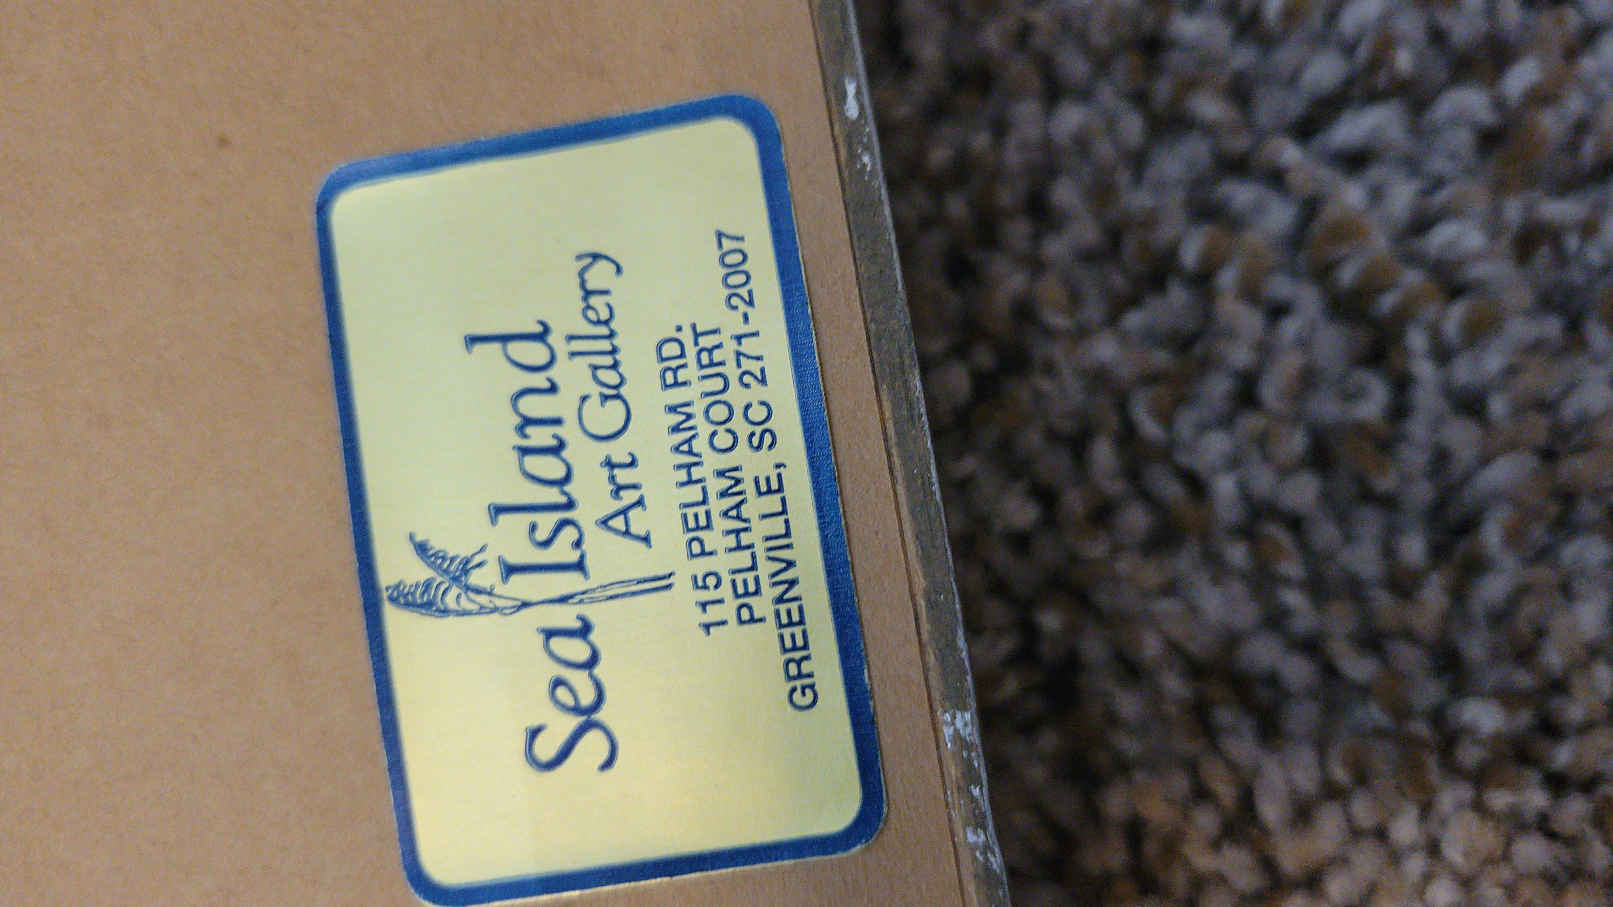 Sea Island
Art Gallery
115 PELHAM RD.
PELHAM COURT
GREENVILLE, SC 271-2007